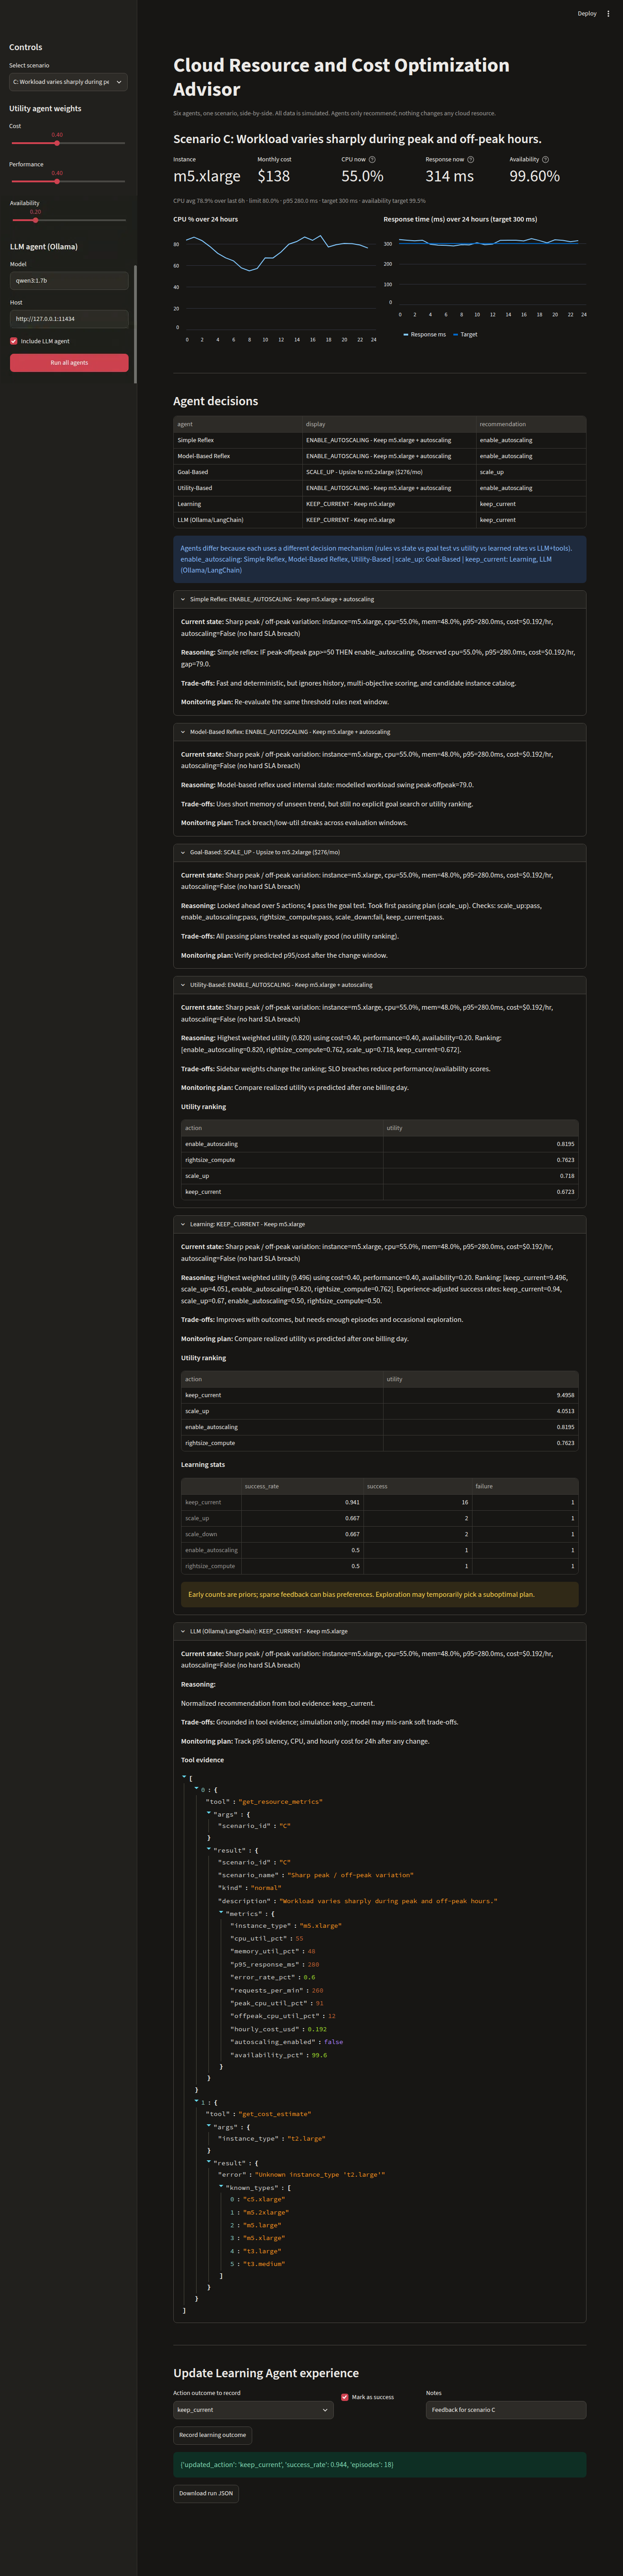 Deploy
Controls
Select scenario
C: Workload varies sharply during pe
Utility agent weights
Cost
0.40
Performance
0.40
Availability
0.20
LLM agent (Ollama)
Model
qwen3:1.7b
Host
http://127.0.0.1:11434
Include LLM agent
Run all agents
Cloud Resource and Cost Optimization
Advisor
Six agents, one scenario, side-by-side. All data is simulated. Agents only recommend; nothing changes any cloud resource.
Scenario C: Workload varies sharply during peak and off-peak hours.
Instance Monthly cost CPU now Response now Availability
m5.xlarge $138 55.0% 314 ms 99.60%
CPU avg 78.9% over last 6h · limit 80.0% · p95 280.0 ms · target 300 ms · availability target 99.5%
CPU % over 24 hours
80
60
40
20
0
0 2 4 6 8 10 12 14 16 18 20 22 24
Response time (ms) over 24 hours (target 300 ms)
300
200
100
0
0 2 4 6 8 10 12 14 16 18 20 22 24
Response ms Target
Agent decisions
agent display recommendation
Simple Reflex ENABLE_AUTOSCALING - Keep m5.xlarge + autoscaling enable_autoscaling
Model-Based Reflex ENABLE_AUTOSCALING - Keep m5.xlarge + autoscaling enable_autoscaling
Goal-Based SCALE_UP - Upsize to m5.2xlarge ($276/mo) scale_up
Utility-Based ENABLE_AUTOSCALING - Keep m5.xlarge + autoscaling enable_autoscaling
Learning KEEP_CURRENT - Keep m5.xlarge keep_current
LLM (Ollama/LangChain) KEEP_CURRENT - Keep m5.xlarge keep_current
Agents differ because each uses a different decision mechanism (rules vs state vs goal test vs utility vs learned rates vs LLM+tools).
enable_autoscaling: Simple Reflex, Model-Based Reflex, Utility-Based | scale_up: Goal-Based | keep_current: Learning, LLM
(Ollama/LangChain)
Simple Reflex: ENABLE_AUTOSCALING - Keep m5.xlarge + autoscaling
Current state: Sharp peak / off-peak variation: instance=m5.xlarge, cpu=55.0%, mem=48.0%, p95=280.0ms, cost=$0.192/hr,
autoscaling=False (no hard SLA breach)
Reasoning: Simple reflex: IF peak-offpeak gap>=50 THEN enable_autoscaling. Observed cpu=55.0%, p95=280.0ms, cost=$0.192/hr,
gap=79.0.
Trade-offs: Fast and deterministic, but ignores history, multi-objective scoring, and candidate instance catalog.
Monitoring plan: Re-evaluate the same threshold rules next window.
Model-Based Reflex: ENABLE_AUTOSCALING - Keep m5.xlarge + autoscaling
Current state: Sharp peak / off-peak variation: instance=m5.xlarge, cpu=55.0%, mem=48.0%, p95=280.0ms, cost=$0.192/hr,
autoscaling=False (no hard SLA breach)
Reasoning: Model-based reflex used internal state: modelled workload swing peak-offpeak=79.0.
Trade-offs: Uses short memory of unseen trend, but still no explicit goal search or utility ranking.
Monitoring plan: Track breach/low-util streaks across evaluation windows.
Goal-Based: SCALE_UP - Upsize to m5.2xlarge ($276/mo)
Current state: Sharp peak / off-peak variation: instance=m5.xlarge, cpu=55.0%, mem=48.0%, p95=280.0ms, cost=$0.192/hr,
autoscaling=False (no hard SLA breach)
Reasoning: Looked ahead over 5 actions; 4 pass the goal test. Took first passing plan (scale_up). Checks: scale_up:pass,
enable_autoscaling:pass, rightsize_compute:pass, scale_down:fail, keep_current:pass.
Trade-offs: All passing plans treated as equally good (no utility ranking).
Monitoring plan: Verify predicted p95/cost after the change window.
Utility-Based: ENABLE_AUTOSCALING - Keep m5.xlarge + autoscaling
Current state: Sharp peak / off-peak variation: instance=m5.xlarge, cpu=55.0%, mem=48.0%, p95=280.0ms, cost=$0.192/hr,
autoscaling=False (no hard SLA breach)
Reasoning: Highest weighted utility (0.820) using cost=0.40, performance=0.40, availability=0.20. Ranking:
[enable_autoscaling=0.820, rightsize_compute=0.762, scale_up=0.718, keep_current=0.672].
Trade-offs: Sidebar weights change the ranking; SLO breaches reduce performance/availability scores.
Monitoring plan: Compare realized utility vs predicted after one billing day.
Utility ranking
action utility
enable_autoscaling 0.8195
rightsize_compute 0.7623
scale_up 0.718
keep_current 0.6723
Learning: KEEP_CURRENT - Keep m5.xlarge
Current state: Sharp peak / off-peak variation: instance=m5.xlarge, cpu=55.0%, mem=48.0%, p95=280.0ms, cost=$0.192/hr,
autoscaling=False (no hard SLA breach)
Reasoning: Highest weighted utility (9.496) using cost=0.40, performance=0.40, availability=0.20. Ranking: [keep_current=9.496,
scale_up=4.051, enable_autoscaling=0.820, rightsize_compute=0.762]. Experience-adjusted success rates: keep_current=0.94,
scale_up=0.67, enable_autoscaling=0.50, rightsize_compute=0.50.
Trade-offs: Improves with outcomes, but needs enough episodes and occasional exploration.
Monitoring plan: Compare realized utility vs predicted after one billing day.
Utility ranking
action utility
keep_current 9.4958
scale_up 4.0513
enable_autoscaling 0.8195
rightsize_compute 0.7623
Learning stats
success_rate success failure
keep_current 0.941 16 1
scale_up 0.667 2 1
scale_down 0.667 2 1
enable_autoscaling 0.5 1 1
rightsize_compute 0.5 1 1
Early counts are priors; sparse feedback can bias preferences. Exploration may temporarily pick a suboptimal plan.
LLM (Ollama/LangChain): KEEP_CURRENT - Keep m5.xlarge
Current state: Sharp peak / off-peak variation: instance=m5.xlarge, cpu=55.0%, mem=48.0%, p95=280.0ms, cost=$0.192/hr,
autoscaling=False (no hard SLA breach)
Reasoning:
Normalized recommendation from tool evidence: keep_current.
Trade-offs: Grounded in tool evidence; simulation only; model may mis-rank soft trade-offs.
Monitoring plan: Track p95 latency, CPU, and hourly cost for 24h after any change.
Tool evidence
[
0 : {
"tool" : "get_resource_metrics"
"args" : {
"scenario_id" : "C"
}
"result" : {
"scenario_id" : "C"
"scenario_name" : "Sharp peak / off-peak variation"
"kind" : "normal"
"description" : "Workload varies sharply during peak and off-peak hours."
"metrics" : {
"instance_type" : "m5.xlarge"
"cpu_util_pct" : 55
"memory_util_pct" : 48
"p95_response_ms" : 280
"error_rate_pct" : 0.6
"requests_per_min" : 260
"peak_cpu_util_pct" : 91
"offpeak_cpu_util_pct" : 12
"hourly_cost_usd" : 0.192
"autoscaling_enabled" : false
"availability_pct" : 99.6
}
}
}
1 : {
"tool" : "get_cost_estimate"
"args" : {
"instance_type" : "t2.large"
}
"result" : {
"error" : "Unknown instance_type 't2.large'"
"known_types" : [
0 : "c5.xlarge"
1 : "m5.2xlarge"
2 : "m5.large"
3 : "m5.xlarge"
4 : "t3.large"
5 : "t3.medium"
]
}
}
]
Update Learning Agent experience
Action outcome to record
keep_current
Mark as success
Notes
Feedback for scenario C
Record learning outcome
{'updated_action': 'keep_current', 'success_rate': 0.944, 'episodes': 18}
Download run JSON